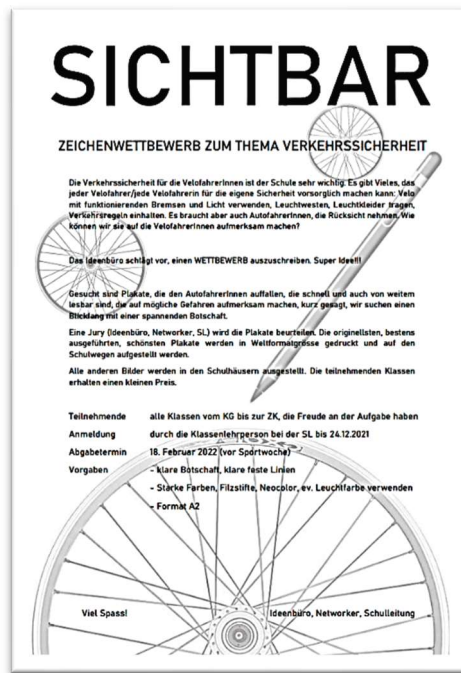 SICHTBAR
ZEICHENWETTBEWERB ZUM THEMA VERKEHRSSICHERHEIT
Die Verkehrssicherheit für die VelofahrerInnen ist der Schule sehr wichtig. Es gibt Vieles, das
jeder Velofahrer/jede Velofahrerin für die eigene Sicherheit vorsorglich machen kann: Velo
mit funktionierenden Bremsen und Licht verwenden, Leuchtwesten, Leuchtkleider tragen,
Verkehrsregeln einhalten. Es braucht aber auch AutofahrerInnen, die Rücksicht nehmen. Wie
können wir sie auf die VelofahrerInnen aufmerksam machen?
Das Ideenbüro schlägt vor, einen WETTBEWERB auszuschreiben. Super Idee!!!
Gesucht sind Plakate, die den AutofahrerInnen auffallen, die schnell und auch von weitem
lesbar sind, die auf mögliche Gefahren aufmerksam machen, kurz gesagt, wir suchen einen
Blickfang mit einer spannenden Botschaft.
Eine Jury (Ideenbüro, Networker, SL) wird die Plakate beurteilen. Die originellsten, bestens
ausgeführten, schönsten Plakate werden in Weltformatgrösse gedruckt und auf den
Schulwegen aufgestellt werden.
Alle anderen Bilder werden in den Schulhäusern ausgestellt. Die teilnehmenden Klassen
erhalten einen kleinen Preis.
Teilnehmende alle Klassen vom KG bis zur ZK, die Freude an der Aufgabe haben
Anmeldung durch die Klassenlehrperson bei der SL bis 24.12.2021
Abgabetermin 18. Februar 2022 (vor Sportwoche)
Vorgaben - klare Botschaft, klare feste Linien
- Starke Farben, Filzstifte, Neocolor, ev. Leuchtfarbe verwenden
- Format A2
Viel Spass! Ideenbüro, Networker, Schulleitung